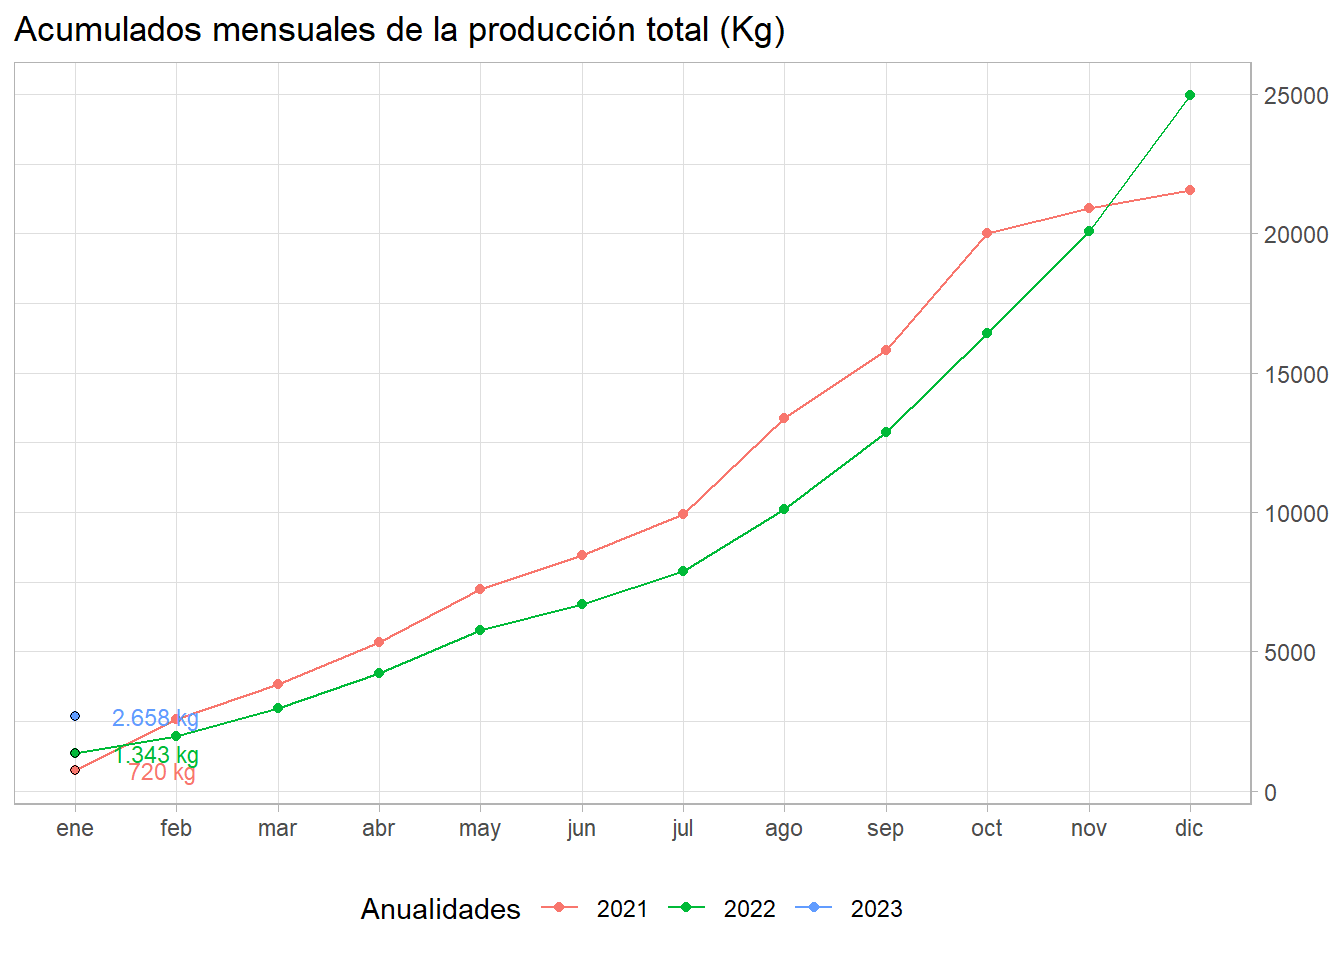 Acumulados mensuales de la producción total (Kg)
25000
20000
15000
10000
5000
0
2.658 kg
1.343 kg
720 kg
ene feb mar abr may jun jul ago sep oct nov dic
Anualidades 2021 2022 2023